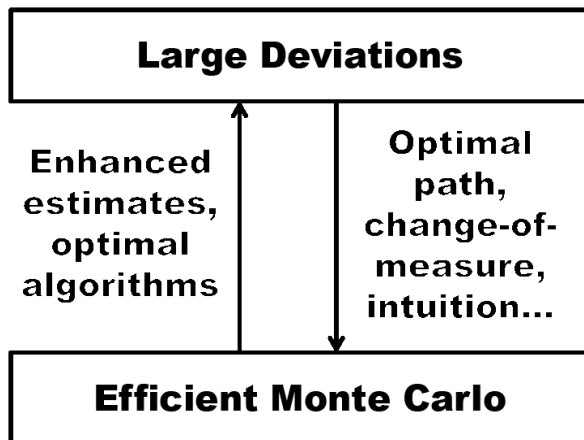 Large Deviations
Enhanced
estimates,
optimal
algorithms
Optimal
path,
change-of-
measure,
intuition...
Efficient Monte Carlo